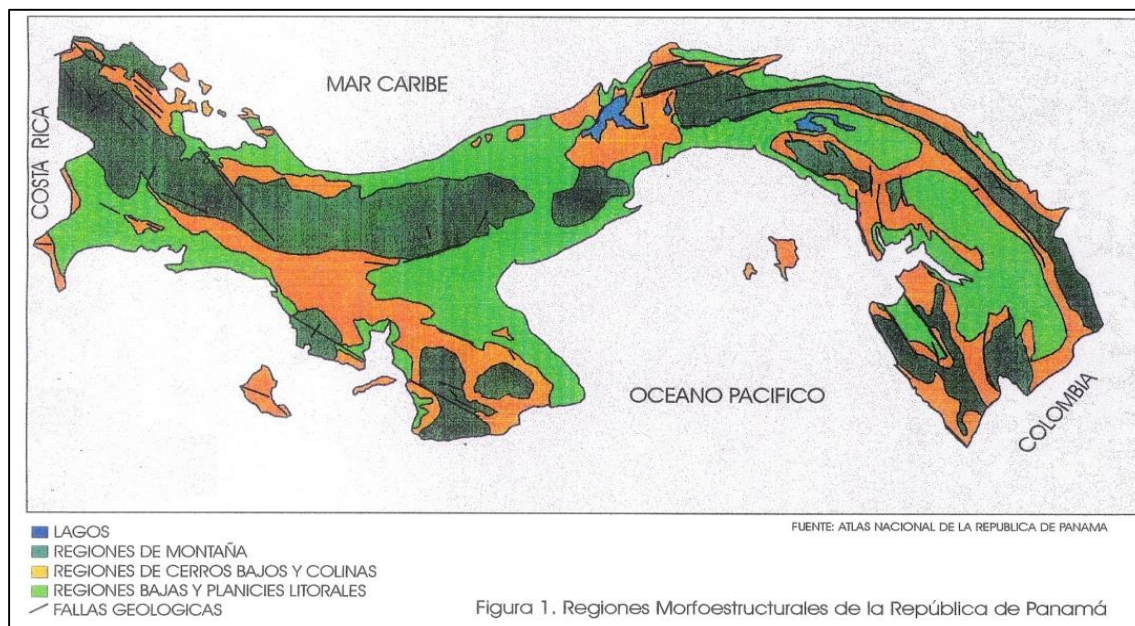 MAR CARIBE
COSTA RICA
OCEANO PACIFICO
COLOMBIA
FUENTE: ATLAS NACIONAL DE LA REPUBLICA DE PANAMA
LAGOS
REGIONES DE MONTAÑA
REGIONES DE CERROS BAJOS Y COLINAS
REGIONES BAJAS Y PLANICIES LITORALES
FALLAS GEOLOGICAS
Figura 1. Regiones Morfoestructurales de la República de Panamá